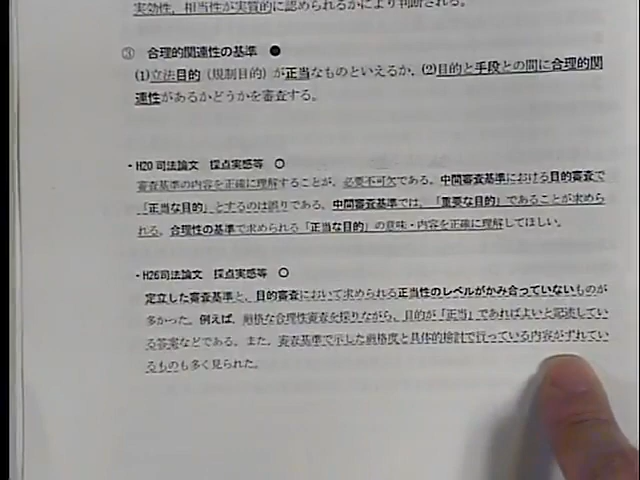 実効性，相当性が実質的に認められるかにより判断される。
③ 合理的関連性の基準 ●
(1)立法目的（規制目的）が正当なものといえるか，(2)目的と手段との間に合理的関
連性があるかどうかを審査する。
・H20 司法論文 採点実感等 ○
審査基準の内容を正確に理解することが，必要不可欠である。中間審査基準における目的審査で
「正当な目的」とするのは誤りである。中間審査基準では，「重要な目的」であることが求めら
れる。合理性の基準で求められる「正当な目的」の意味・内容を正確に理解してほしい。
・H26司法論文 採点実感等 ○
定立した審査基準と，目的審査において求められる正当性のレベルがかみ合っていないものが
多かった。例えば，厳格な合理性審査を採りながら，目的が「正当」であればよいと記述してい
る答案などである。また，審査基準で示した厳格度と具体的検討で行っている内容がずれてい
るものも多く見られた。